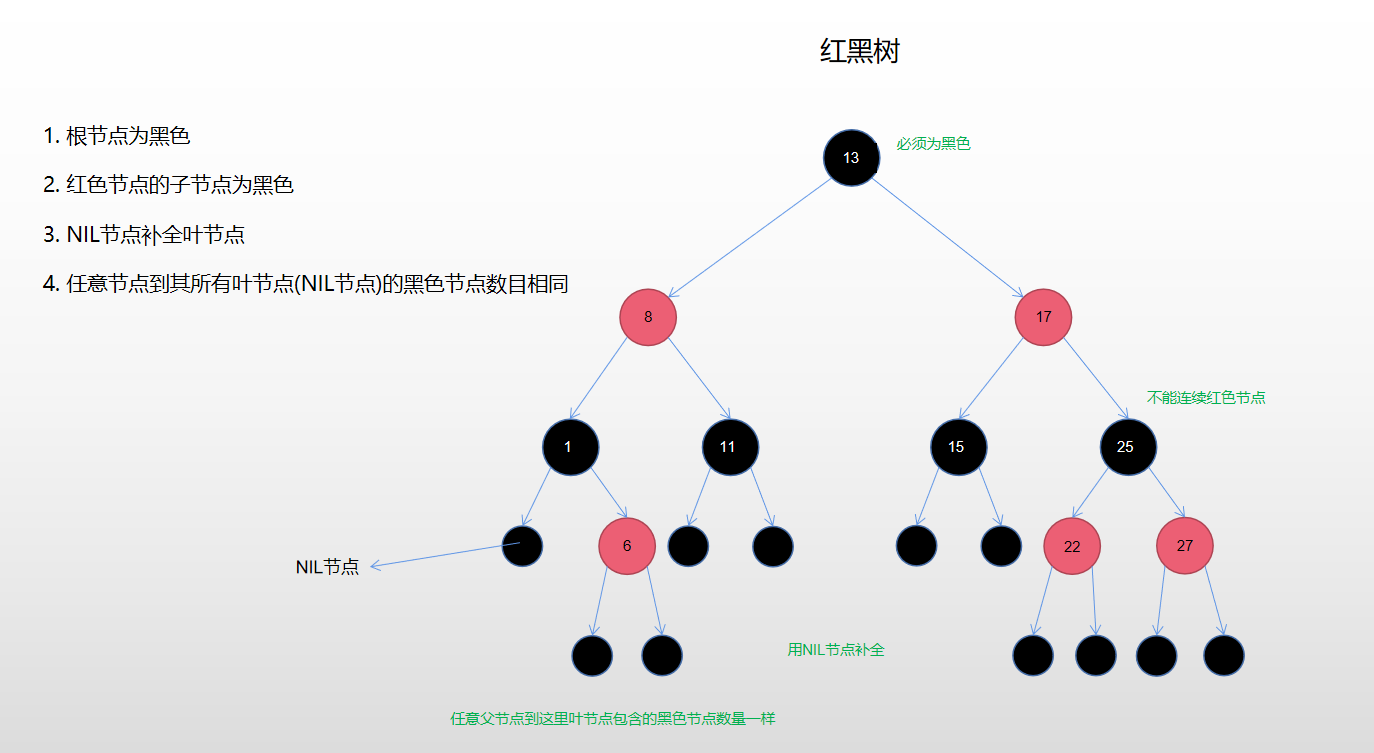 红黑树
1. 根节点为黑色
2. 红色节点的子节点为黑色
3. NIL节点补全叶节点
4. 任意节点到其所有叶节点(NIL节点)的黑色节点数目相同
13
必须为黑色
8
17
不能连续红色节点
1
11
15
25
6
22
27
NIL节点
用NIL节点补全
任意父节点到这里叶节点包含的黑色节点数量一样